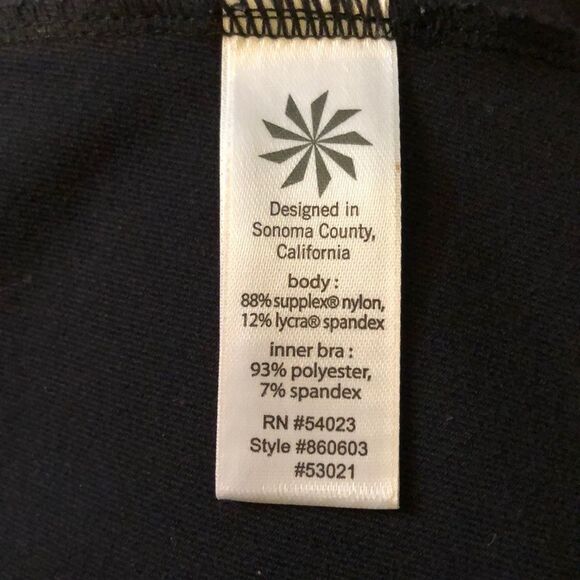 Designed in
Sonoma County,
California
body :
88% supplex® nylon,
12% lycra® spandex
inner bra :
93% polyester,
7% spandex
RN #54023
Style #860603
#53021